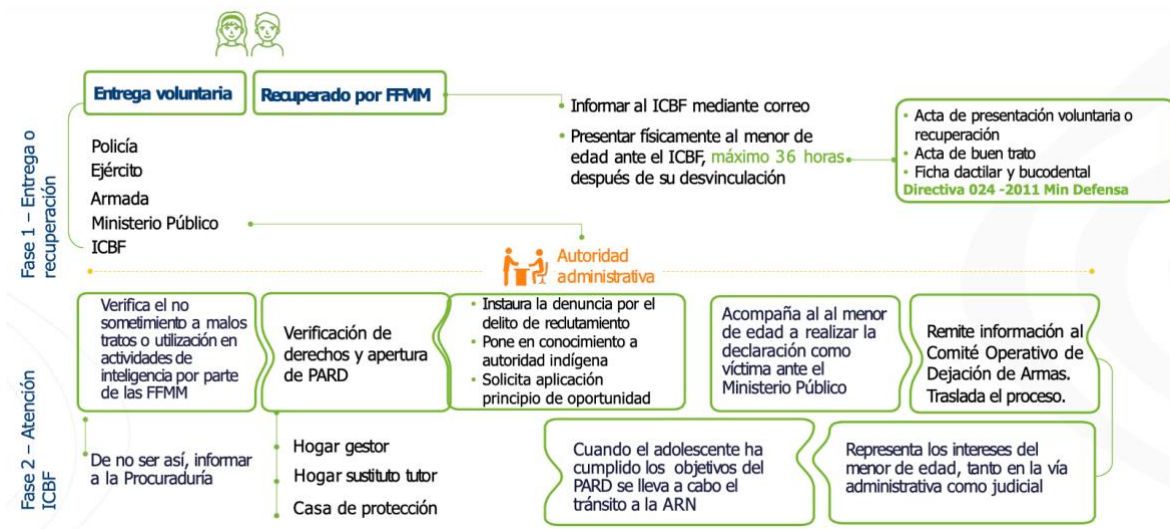 Fase 1 – Entrega o
recuperación
Entrega voluntaria
Recuperado por FFMM
Policía
Ejército
Armada
Ministerio Público
ICBF
• Informar al ICBF mediante correo
• Presentar físicamente al menor de
edad ante el ICBF, máximo 36 horas
después de su desvinculación
• Acta de presentación voluntaria o
recuperación
• Acta de buen trato
• Ficha dactilar y bucodental
Directiva 024 -2011 Min Defensa
Autoridad
administrativa
Fase 2 – Atención
ICBF
Verifica el no
sometimiento a malos
tratos o utilización en
actividades de
inteligencia por parte
de las FFMM
Verificación de
derechos y apertura
de PARD
• Instaura la denuncia por el
delito de reclutamiento
• Pone en conocimiento a
autoridad indígena
• Solicita aplicación
principio de oportunidad
Acompaña al al menor
de edad a realizar la
declaración como
víctima ante el
Ministerio Público
Remite información al
Comité Operativo de
Dejación de Armas.
Traslada el proceso.
De no ser así, informar
a la Procuraduría
Hogar gestor
Hogar sustituto tutor
Casa de protección
Cuando el adolescente ha
cumplido los objetivos del
PARD se lleva a cabo el
tránsito a la ARN
Representa los intereses del
menor de edad, tanto en la vía
administrativa como judicial